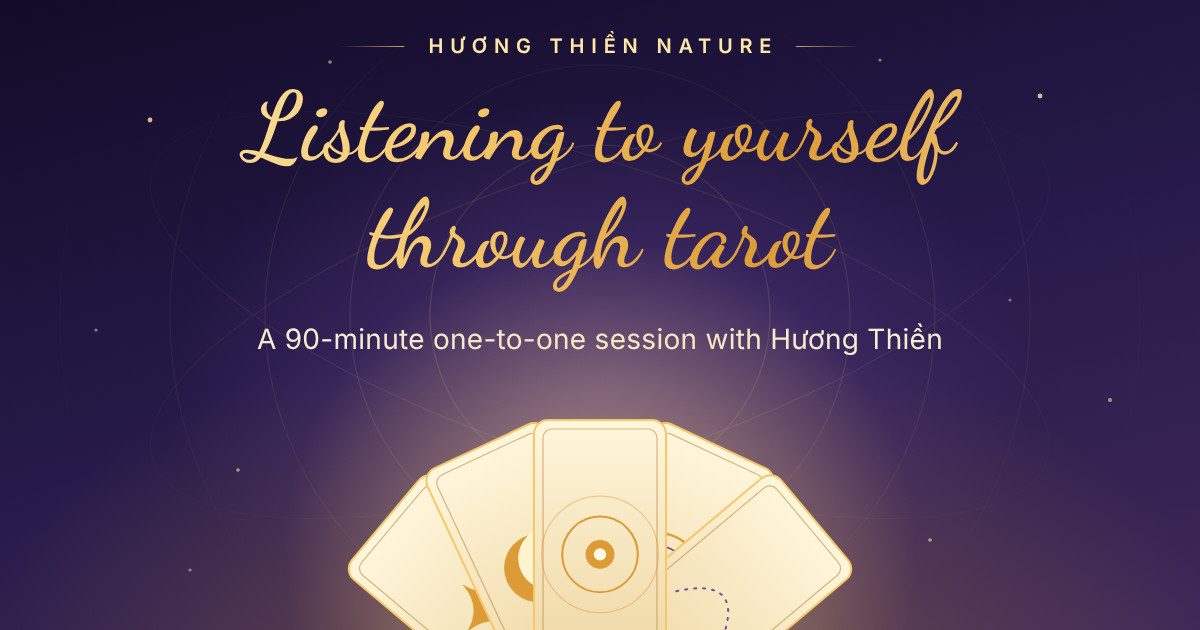 HƯƠNG THIỀN NATURE
Listening to yourself
through tarot
A 90-minute one-to-one session with Hương Thiền